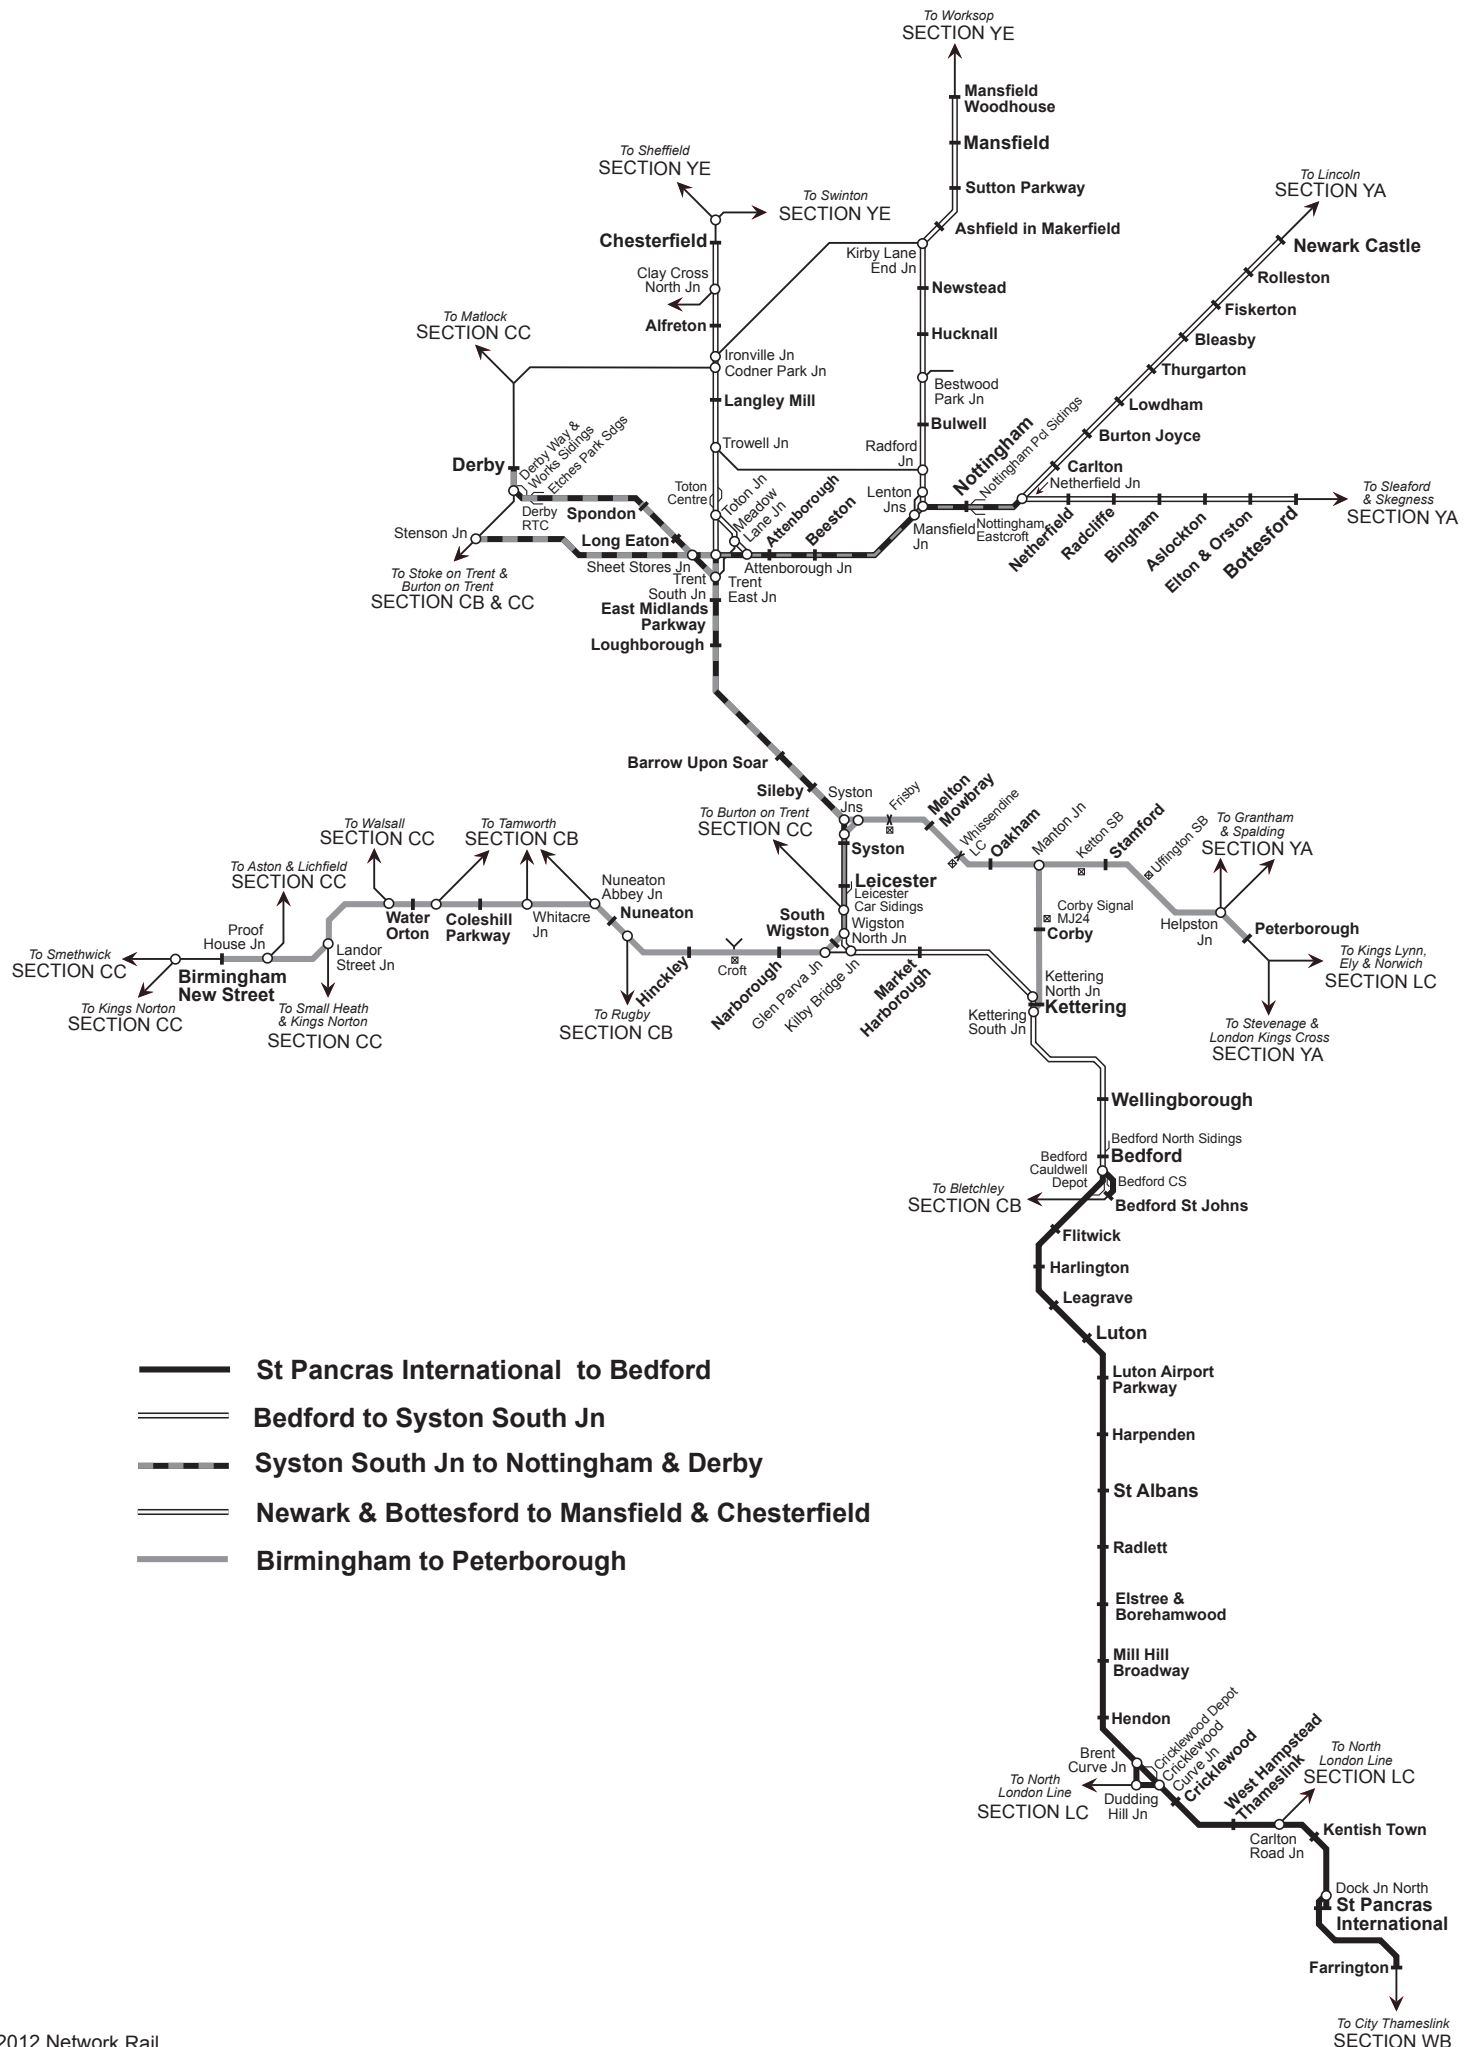 To Worksop
SECTION YE
Mansfield
Woodhouse
Mansfield
Sutton Parkway
Ashfield in Makerfield
Kirby Lane
End Jn
Newstead
Hucknall
Bestwood
Park Jn
Bulwell
Radford
Jn
Lenton
Jns
Mansfield
Jn
To Sheffield
SECTION YE
To Swinton
SECTION YE
Chesterfield
Clay Cross
North Jn
Alfreton
Ironville Jn
Codner Park Jn
Langley Mill
Trowell Jn
Toton
Centre
Toton Jn
Meadow
Lane Jn
Attenborough
Beeston
Attenborough Jn
To Lincoln
SECTION YA
Newark Castle
Rolleston
Fiskerton
Bleasby
Thurgarton
Lowdham
Burton Joyce
Carlton
Netherfield Jn
Nottingham
Nottingham Pcl Sidings
Nottingham
Eastcroft
Netherfield
Radcliffe
Bingham
Aslockton
Elton & Orston
Bottesford
To Sleaford
& Skegness
SECTION YA
To Matlock
SECTION CC
Derby
Derby Way &
Works Sidings
Etches Park Sdgs
Derby
RTC
Spondon
Long Eaton
Stenson Jn
Sheet Stores Jn
To Stoke on Trent &
Burton on Trent
SECTION CB & CC
Trent
South Jn
Trent
East Jn
East Midlands
Parkway
Loughborough
Barrow Upon Soar
Sileby
Syston
Jns
Frisby
Melton
Mowbray
Whissendine
LC
Oakham
Manton Jn
Ketton SB
Stamford
Uffington SB
To Grantham
& Spalding
SECTION YA
Helpston
Jn
Peterborough
To Kings Lynn,
Ely & Norwich
SECTION LC
To Stevenage &
London Kings Cross
SECTION YA
To Burton on Trent
SECTION CC
Syston
Leicester
Leicester
Car Sidings
South
Wigston
Wigston
North Jn
Corby Signal
MJ24
Corby
To Walsall
SECTION CC
To Tamworth
SECTION CB
To Aston & Lichfield
SECTION CC
Nuneaton
Abbey Jn
Nuneaton
Water
Orton
Coleshill
Parkway
Whitacre
Jn
Proof
House Jn
Landor
Street Jn
To Smethwick
SECTION CC
Birmingham
New Street
To Kings Norton
SECTION CC
To Small Heath
& Kings Norton
SECTION CC
To Rugby
SECTION CB
Hinckley
Croft
Narborough
Glen Parva Jn
Kilby Bridge Jn
Market
Harborough
Kettering
North Jn
Kettering
Kettering
South Jn
Wellingborough
Bedford North Sidings
Bedford
Bedford
Cauldwell
Depot
Bedford CS
To Bletchley
SECTION CB
Bedford St Johns
Flitwick
Harlington
Leagrave
Luton
Luton Airport
Parkway
Harpenden
St Albans
Radlett
Elstree &
Borehamwood
Mill Hill
Broadway
Hendon
St Pancras International to Bedford
Bedford to Syston South Jn
Syston South Jn to Nottingham & Derby
Newark & Bottesford to Mansfield & Chesterfield
Birmingham to Peterborough
Brent
Curve Jn
Cricklewood Depot
Cricklewood
Curve Jn
Cricklewood
To North
London Line
SECTION LC
Dudding
Hill Jn
West Hampstead
Thameslink
To North
London Line
SECTION LC
Carlton
Road Jn
Kentish Town
Dock Jn North
St Pancras
International
Farrington
To City Thameslink
SECTION WB
2012 Network Rail